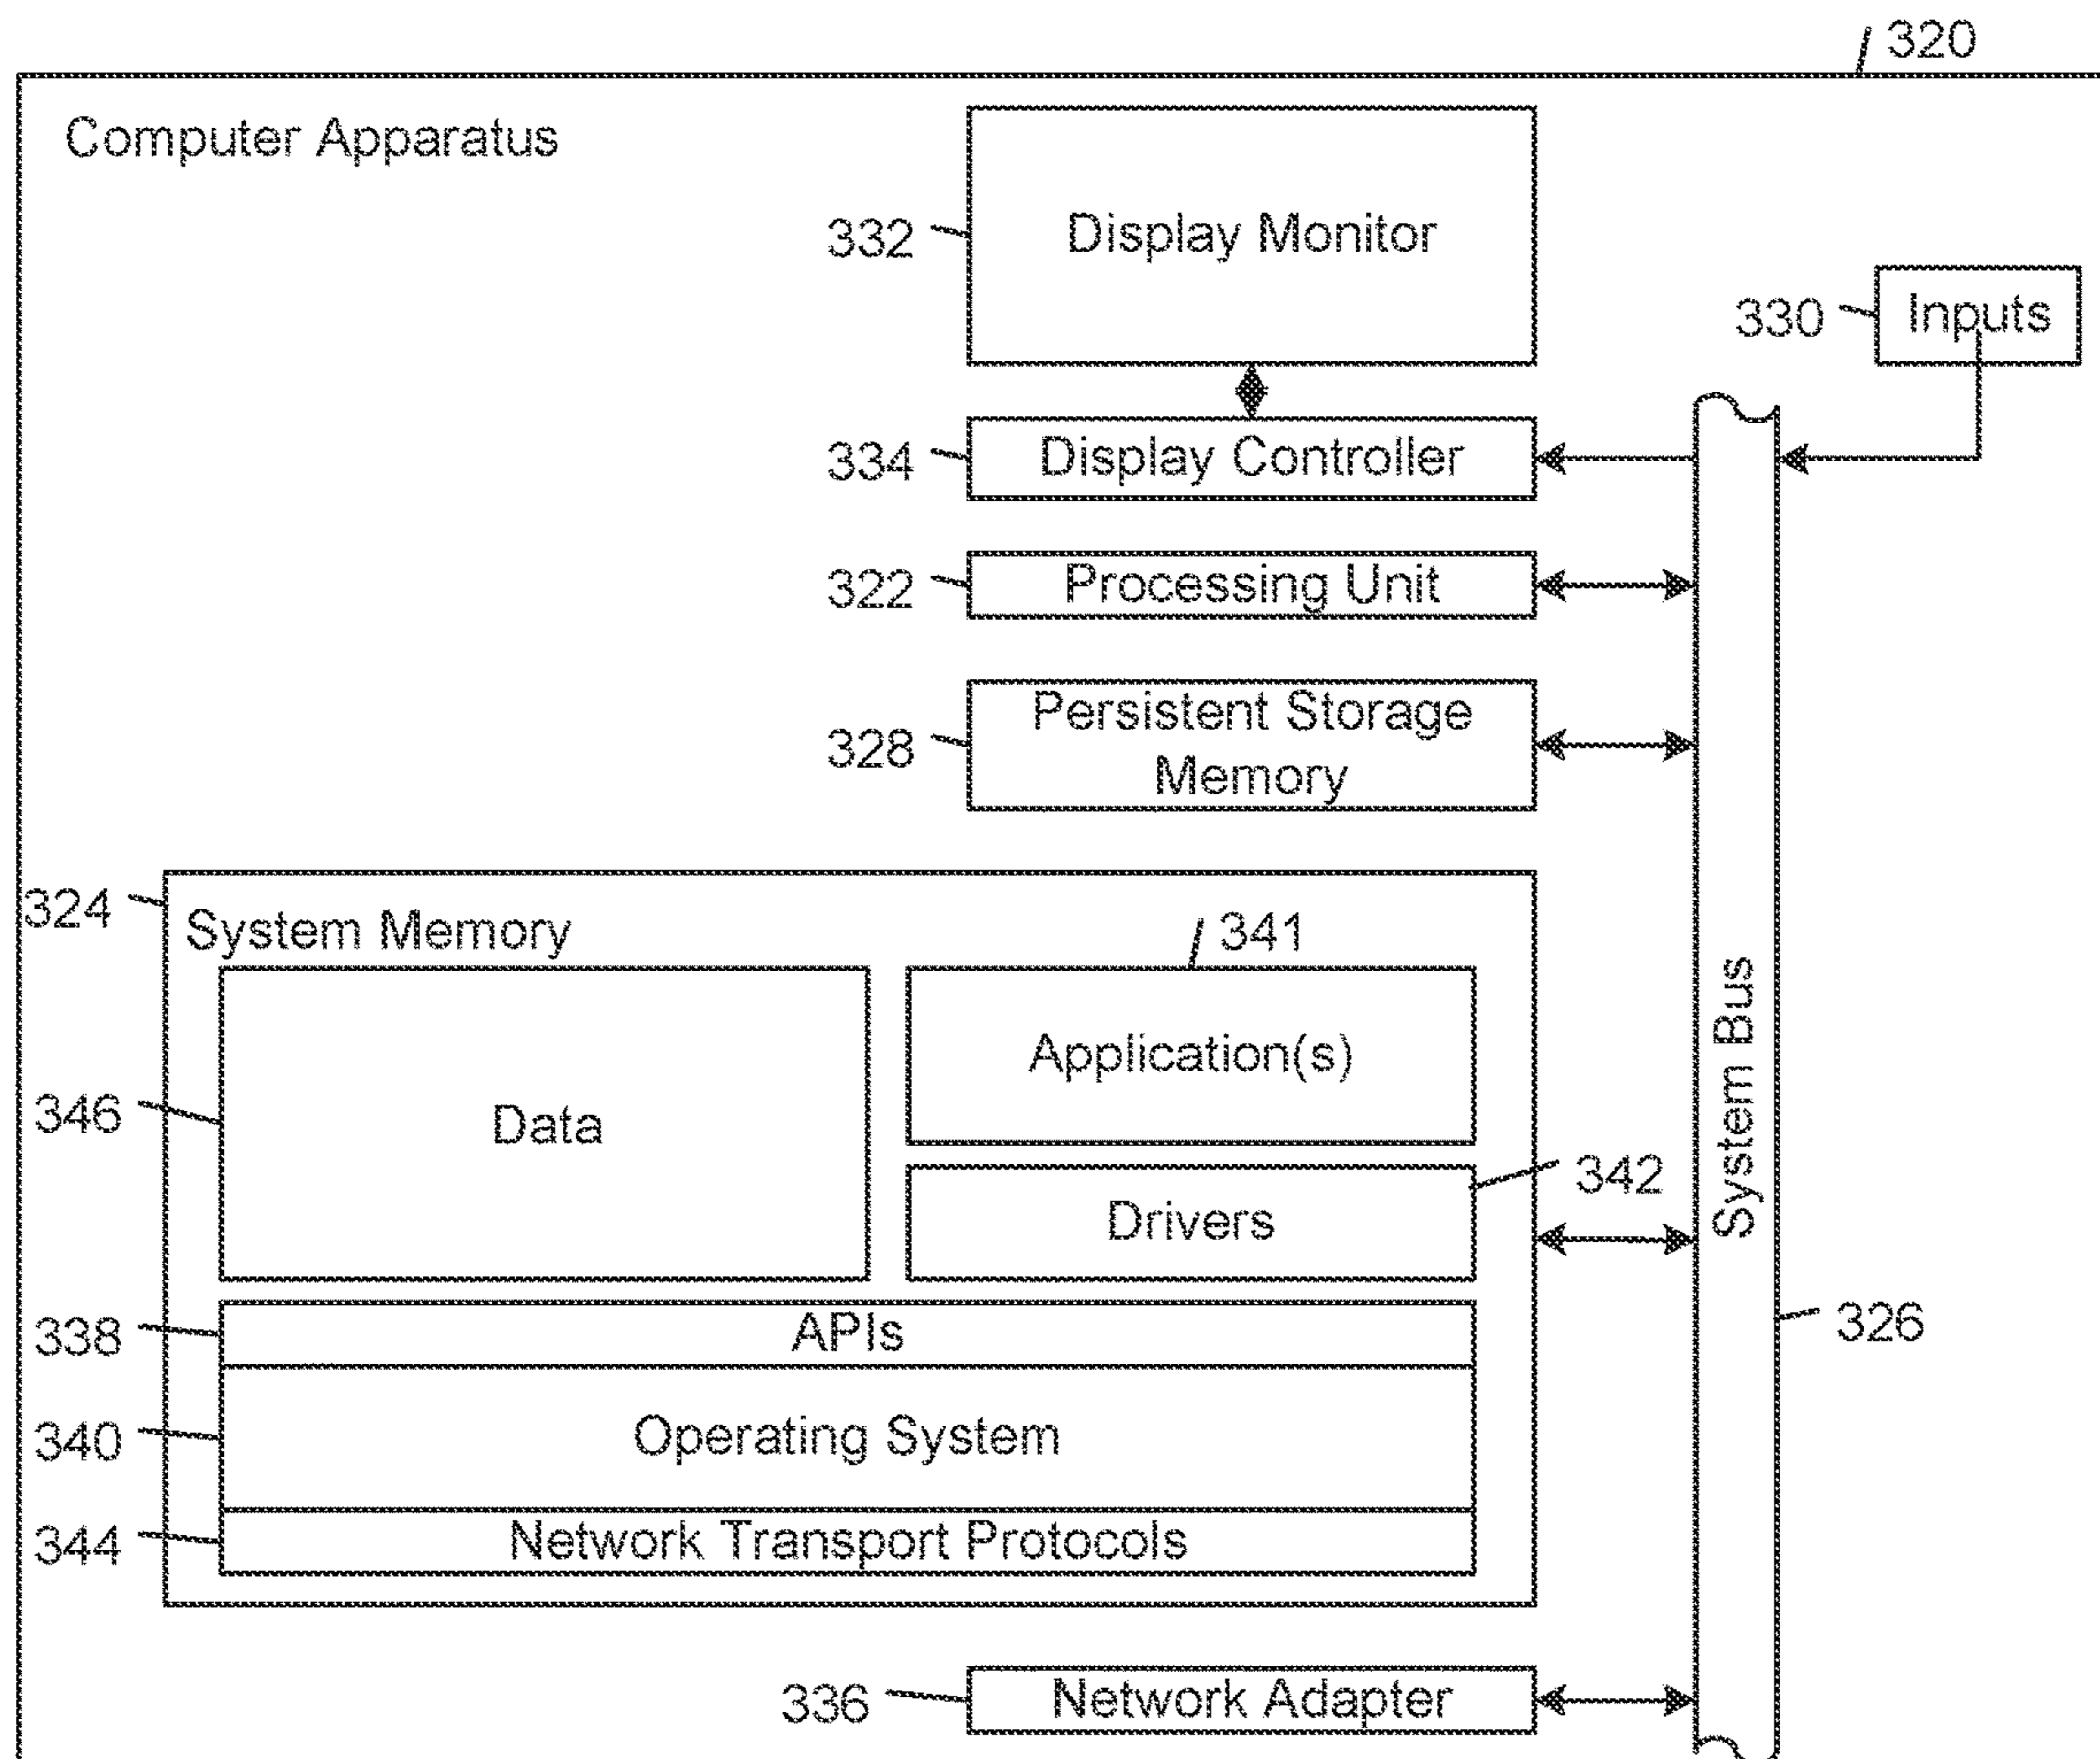 320
Computer Apparatus
332
Display Monitor
330
Inputs
334
Display Controller
322
Processing Unit
328
Persistent Storage
Memory
324
System Memory
341
Application(s)
346
Data
342
Drivers
System Bus
326
338
APIs
340
Operating System
344
Network Transport Protocols
336
Network Adapter